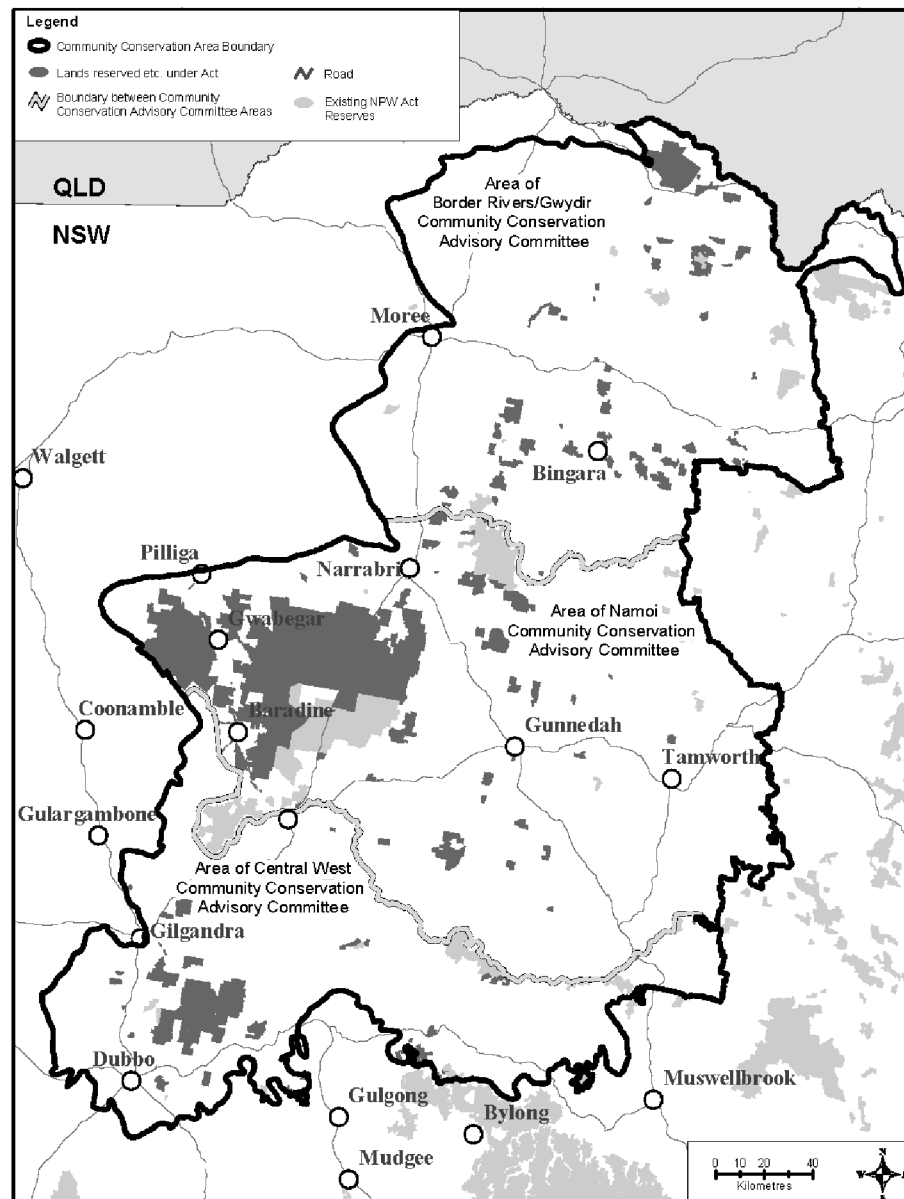 Legend
Community Conservation Area Boundary
Lands reserved etc. under Act
Road
Boundary between Community
Conservation Advisory Committee Areas
Existing NPW Act
Reserves
QLD
NSW
Area of
Border Rivers/Gwydir
Community Conservation
Advisory Committee
Moree
Walgett
Bingara
Pilliga
Narrabri
Gwabegar
Area of Namoi
Community Conservation
Advisory Committee
Coonamble
Baradine
Gunnedah
Tamworth
Gulargambone
Area of Central West
Community Conservation
Advisory Committee
Gilgandra
Dubbo
Muswellbrook
Gulgong
Bylong
Mudgee
0 10 20 40
Kilometres
N
W
S